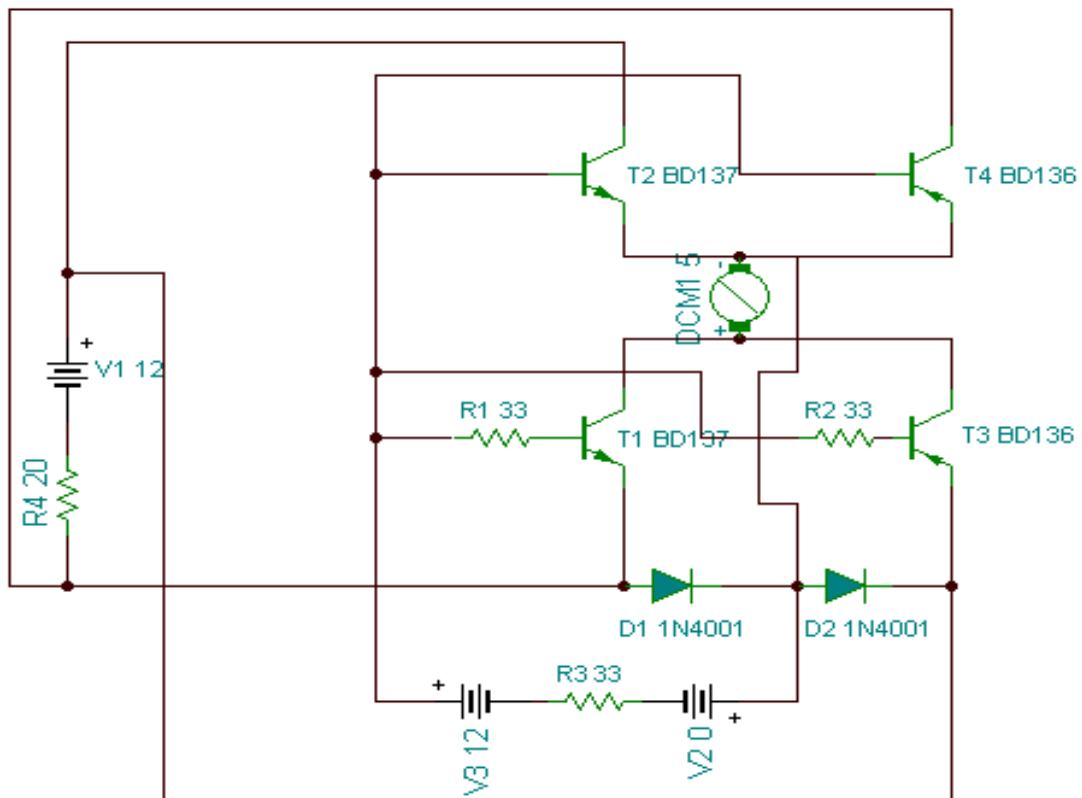 T2 BD137
T4 BD136
DCM1 5
-
+
+
V1 12
R1 33
R2 33
T1 BD137
T3 BD136
R4 20
D1 1N4001
D2 1N4001
R3 33
+
+
V3 12
V2 0